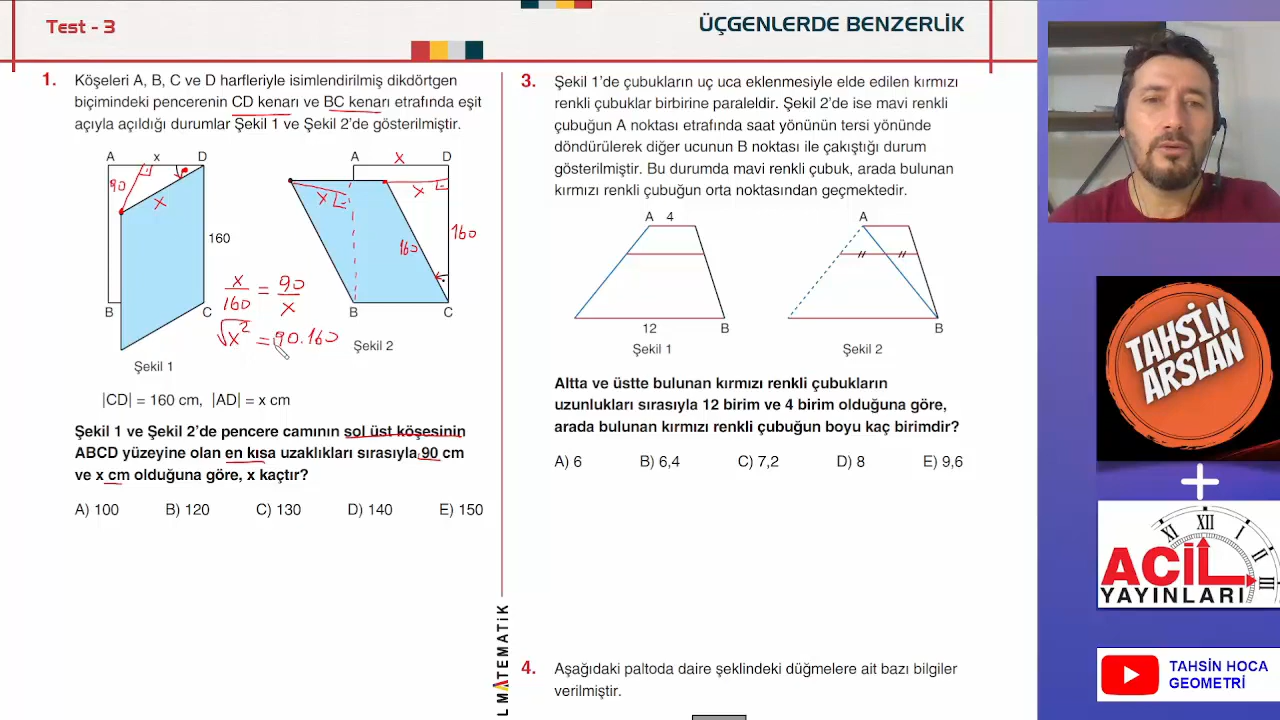 Test - 3
ÜÇGENLERDE BENZERLİK
1. Köşeleri A, B, C ve D harfleriyle isimlendirilmiş dikdörtgen
biçimindeki pencerenin CD kenarı ve BC kenarı etrafında eşit
açıyla açıldığı durumlar Şekil 1 ve Şekil 2'de gösterilmiştir.
A x D
90
x
160
B
C
Şekil 1
A x D
x
x
160
160
B C
Şekil 2
x/160 = 90/x
√x² = 90.160
|CD| = 160 cm, |AD| = x cm
Şekil 1 ve Şekil 2'de pencere camının sol üst köşesinin
ABCD yüzeyine olan en kısa uzaklıkları sırasıyla 90 cm
ve x cm olduğuna göre, x kaçtır?
A) 100 B) 120 C) 130 D) 140 E) 150
3. Şekil 1'de çubukların uç uca eklenmesiyle elde edilen kırmızı
renkli çubuklar birbirine paraleldir. Şekil 2'de ise mavi renkli
çubuğun A noktası etrafında saat yönünün tersi yönünde
döndürülerek diğer ucunun B noktası ile çakıştığı durum
gösterilmiştir. Bu durumda mavi renkli çubuk, arada bulunan
kırmızı renkli çubuğun orta noktasından geçmektedir.
A 4
12 B
Şekil 1
A
B
Şekil 2
Altta ve üstte bulunan kırmızı renkli çubukların
uzunlukları sırasıyla 12 birim ve 4 birim olduğuna göre,
arada bulunan kırmızı renkli çubuğun boyu kaç birimdir?
A) 6 B) 6,4 C) 7,2 D) 8 E) 9,6
4. Aşağıdaki paltoda daire şeklindeki düğmelere ait bazı bilgiler
verilmiştir.
L MATEMATİK
TAHSİN
ARSLAN
+
XI XII I II III
ACİL
YAYINLARI
TAHSİN HOCA
GEOMETRİ